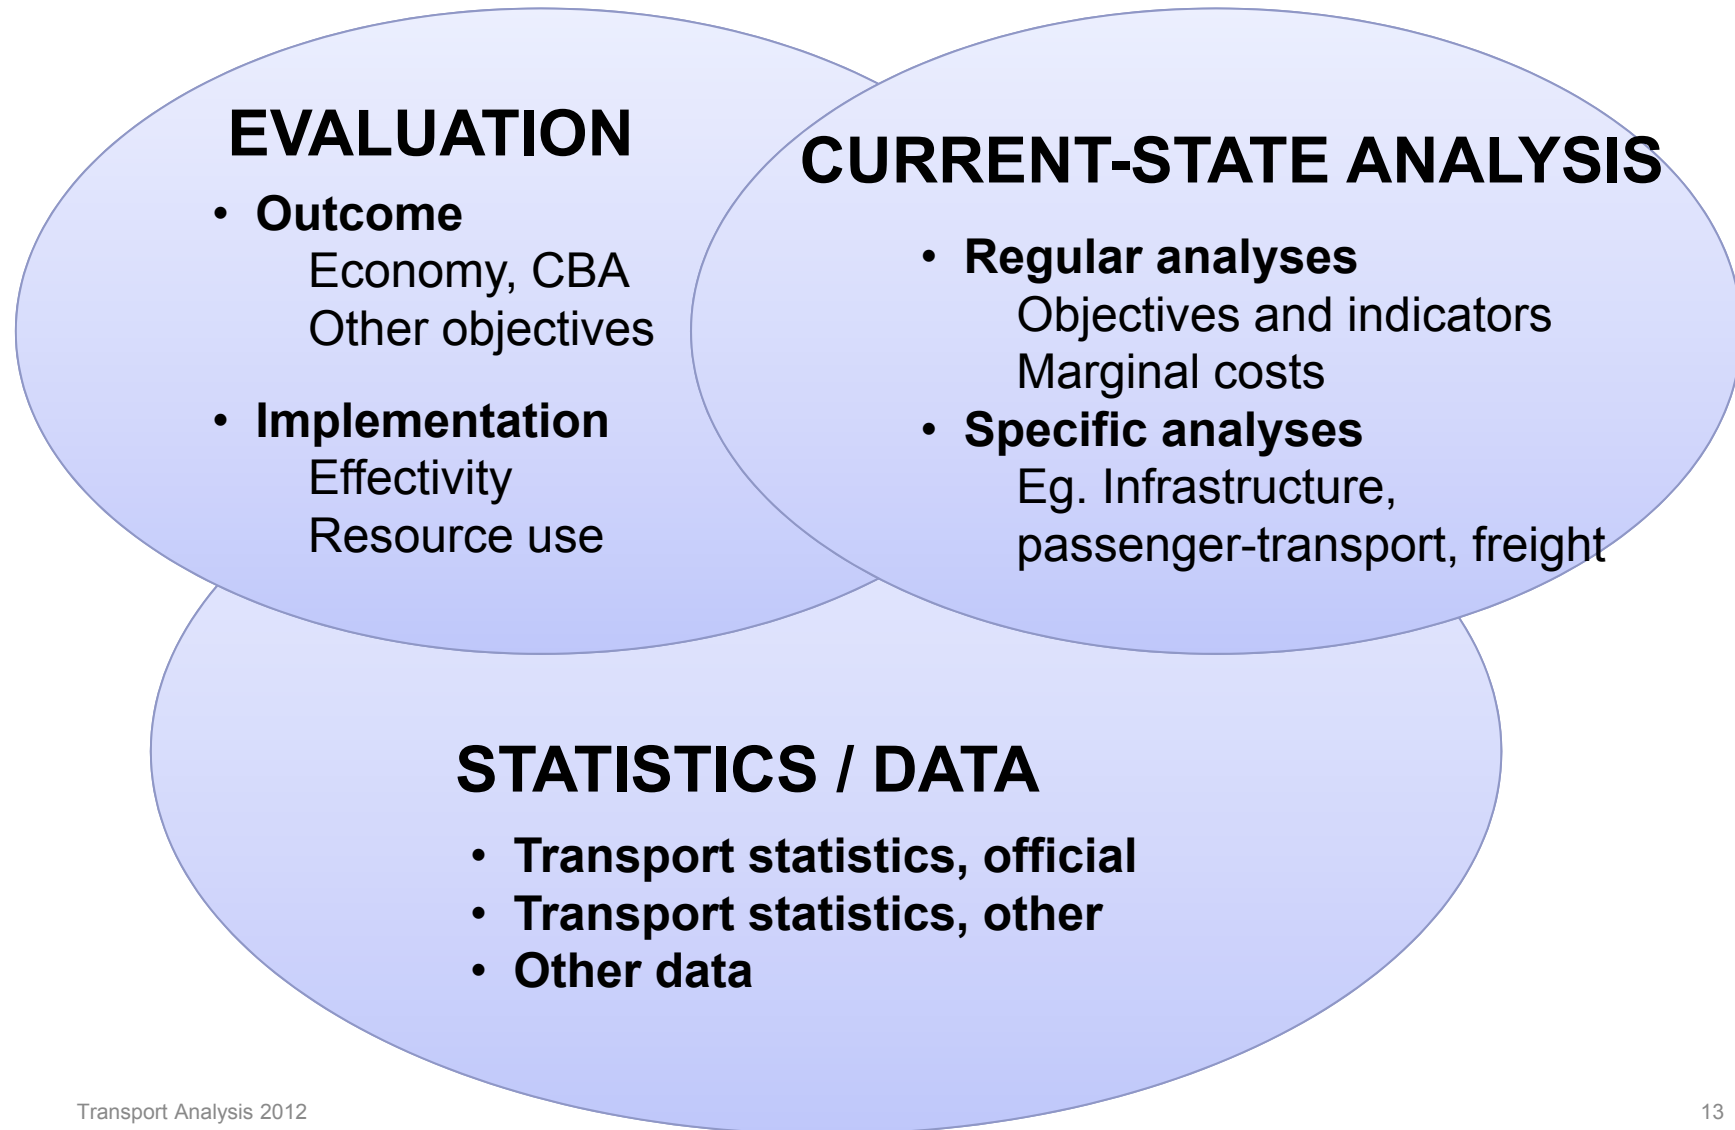 EVALUATION
• Outcome
Economy, CBA
Other objectives
• Implementation
Effectivity
Resource use
CURRENT-STATE ANALYSIS
• Regular analyses
Objectives and indicators
Marginal costs
• Specific analyses
Eg. Infrastructure,
passenger-transport, freight
STATISTICS / DATA
• Transport statistics, official
• Transport statistics, other
• Other data
Transport Analysis 2012
13